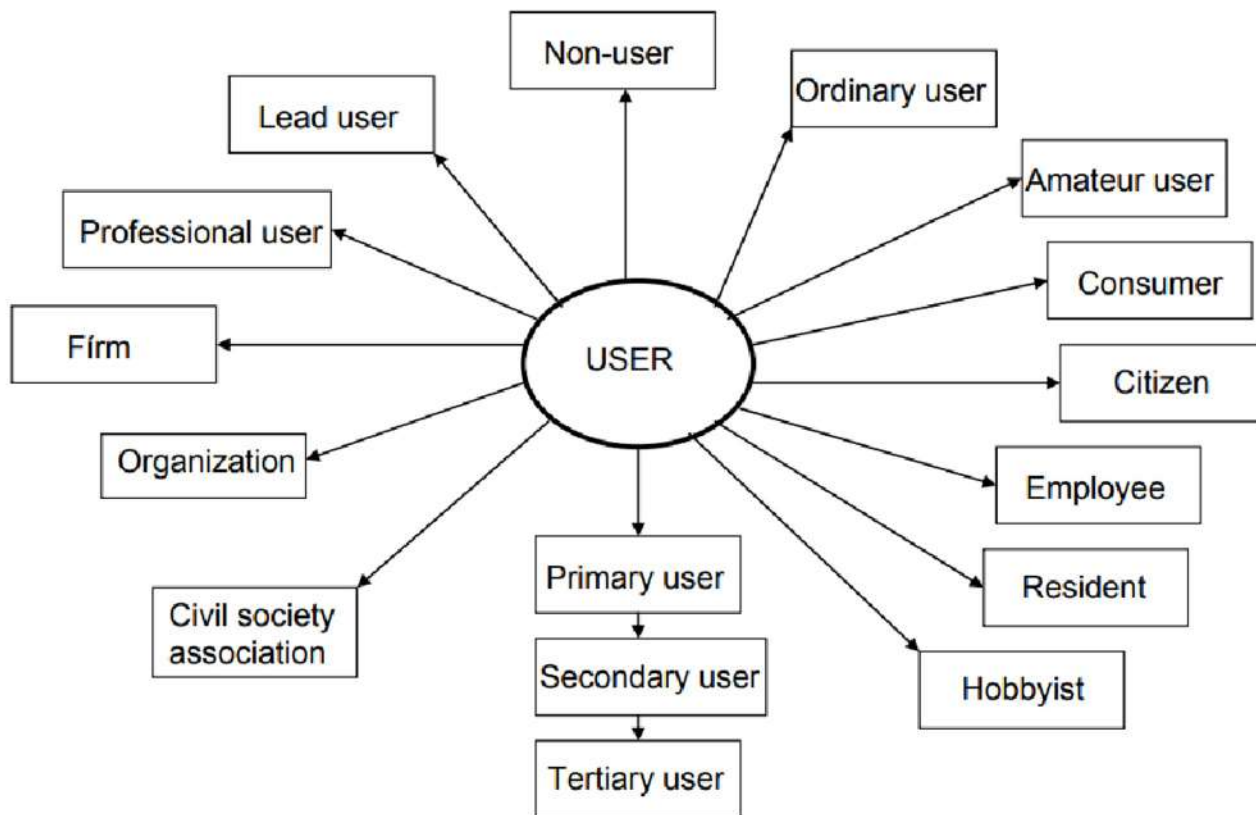 Non-user
Ordinary user
Lead user
Amateur user
Professional user
Consumer
Fírm
USER
Citizen
Organization
Employee
Primary user
Resident
Civil society
association
Secondary user
Hobbyist
Tertiary user